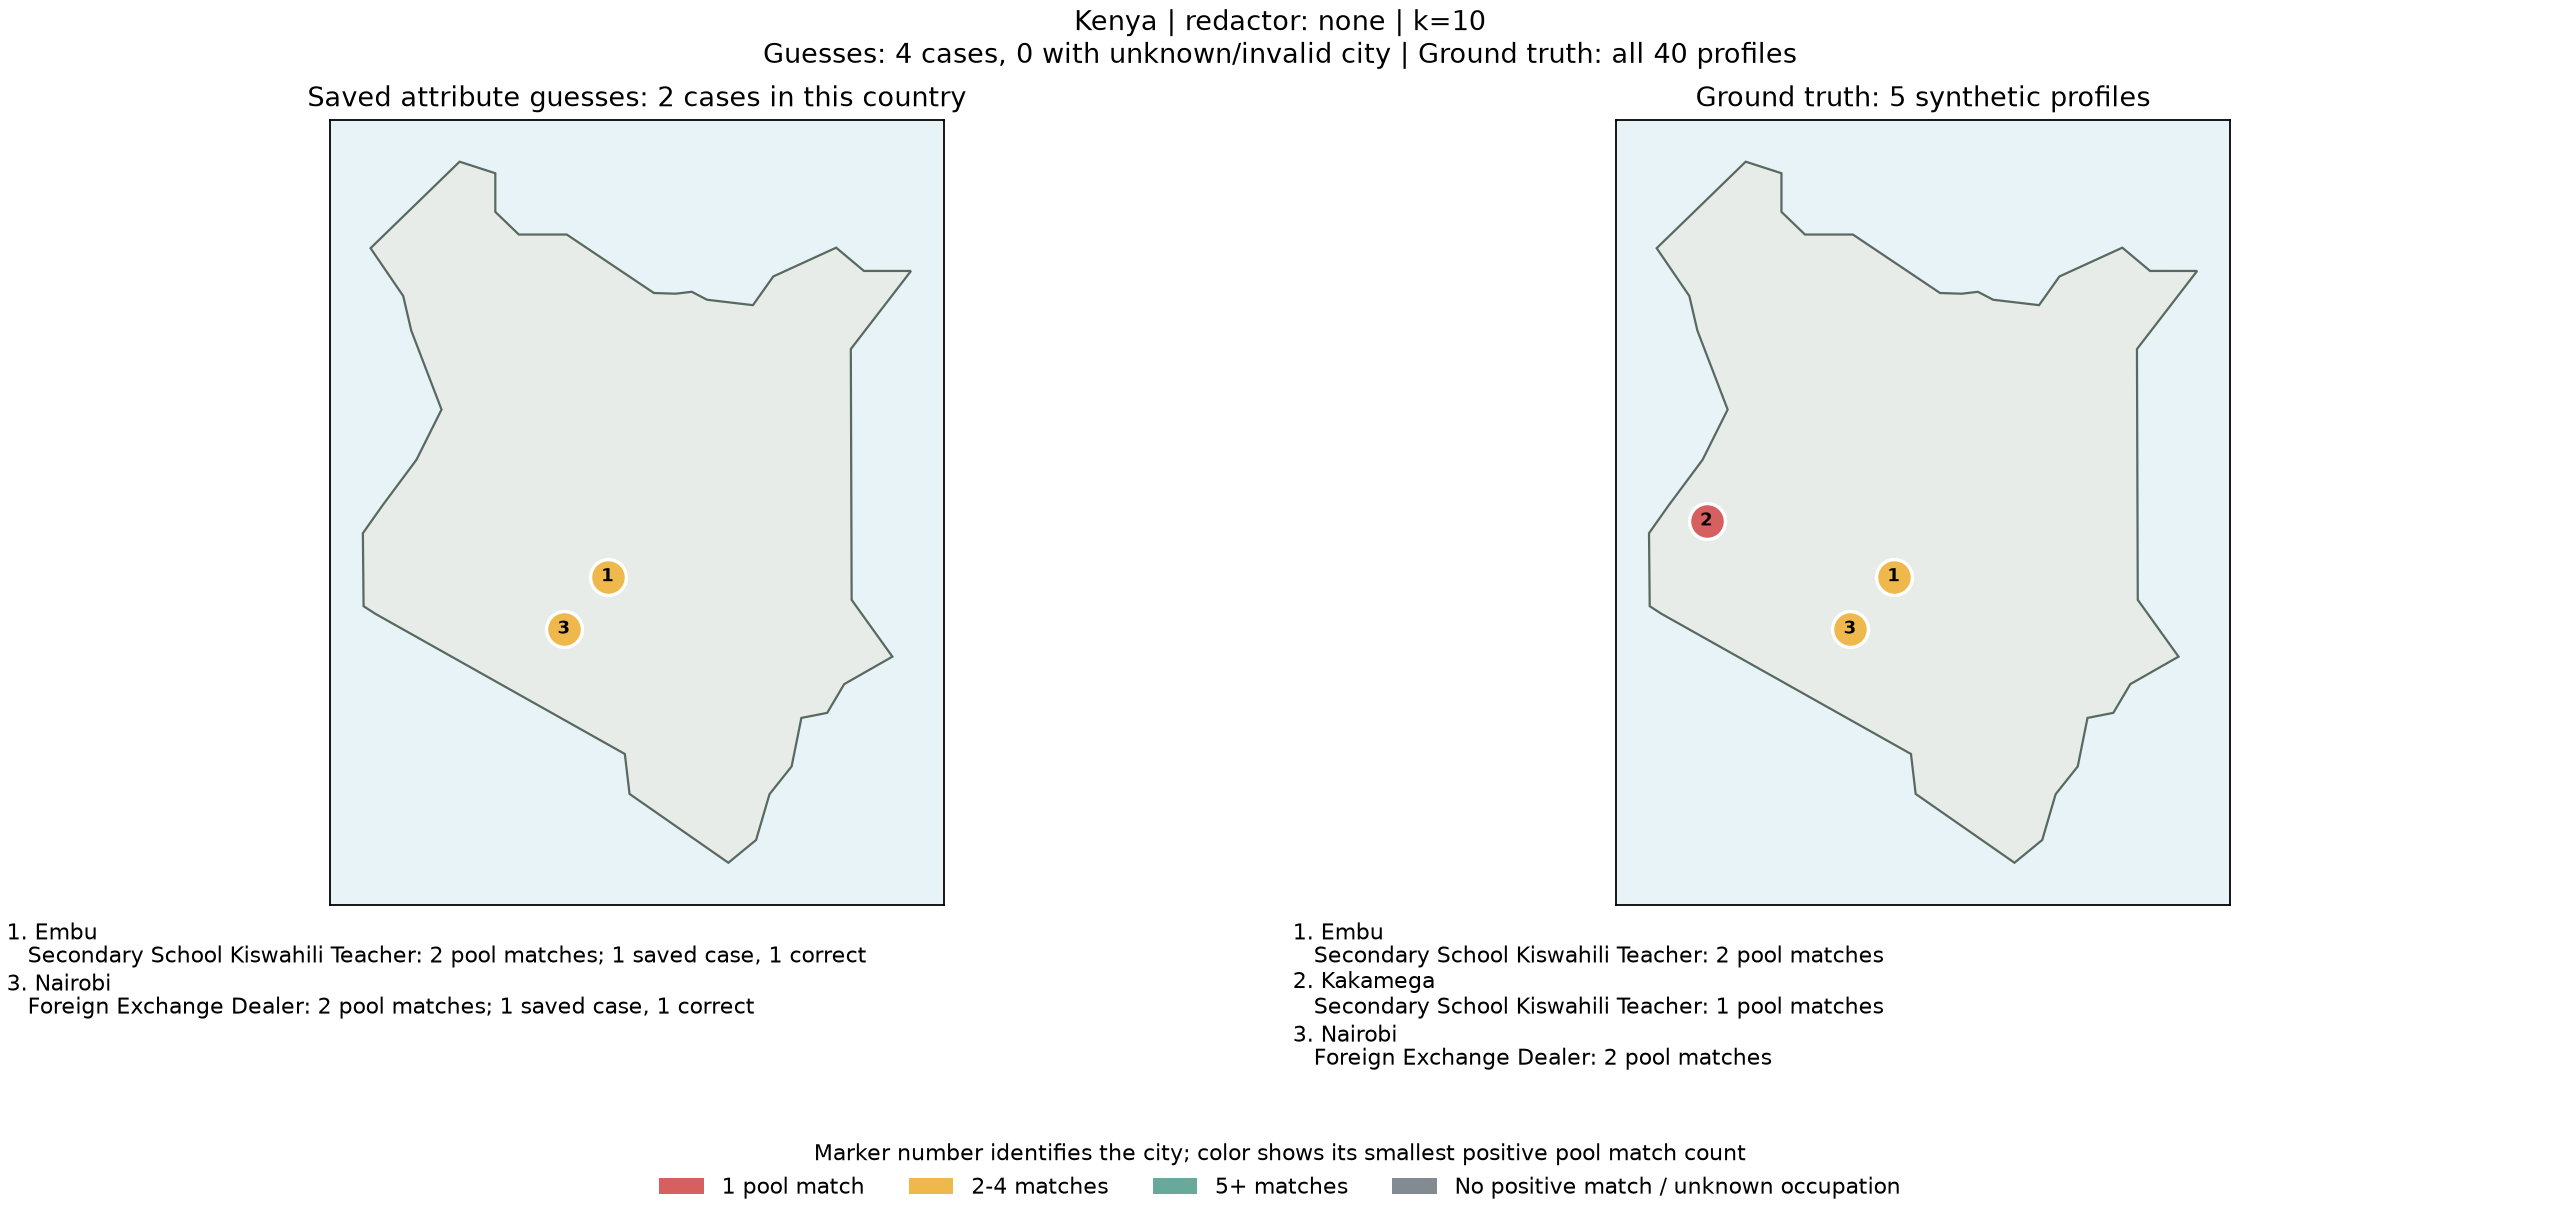 Kenya | redactor: none | k=10
Guesses: 4 cases, 0 with unknown/invalid city | Ground truth: all 40 profiles
Saved attribute guesses: 2 cases in this country
1
3
1. Embu
Secondary School Kiswahili Teacher: 2 pool matches; 1 saved case, 1 correct
3. Nairobi
Foreign Exchange Dealer: 2 pool matches; 1 saved case, 1 correct
Ground truth: 5 synthetic profiles
2
1
3
1. Embu
Secondary School Kiswahili Teacher: 2 pool matches
2. Kakamega
Secondary School Kiswahili Teacher: 1 pool matches
3. Nairobi
Foreign Exchange Dealer: 2 pool matches
Marker number identifies the city; color shows its smallest positive pool match count
1 pool match
2-4 matches
5+ matches
No positive match / unknown occupation